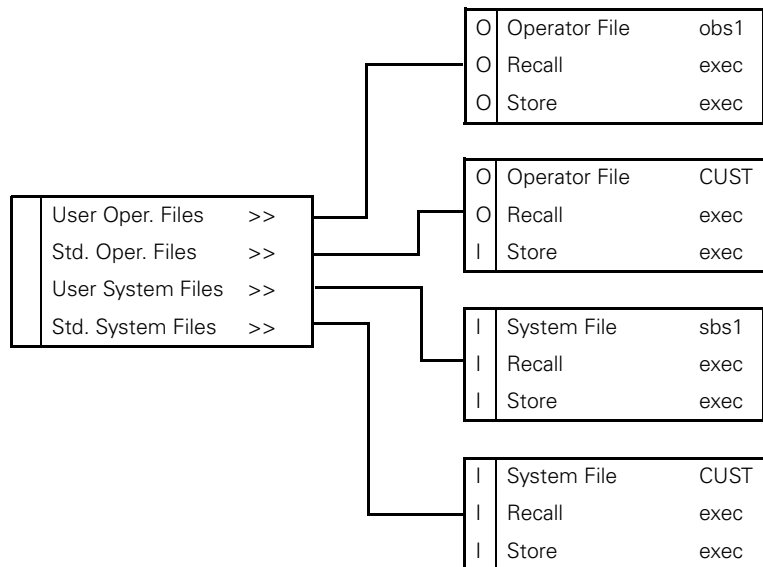 O Operator File obs1
O Recall exec
O Store exec
O Operator File CUST
O Recall exec
I Store exec
User Oper. Files >>
Std. Oper. Files >>
User System Files >>
Std. System Files >>
I System File sbs1
I Recall exec
I Store exec
I System File CUST
I Recall exec
I Store exec